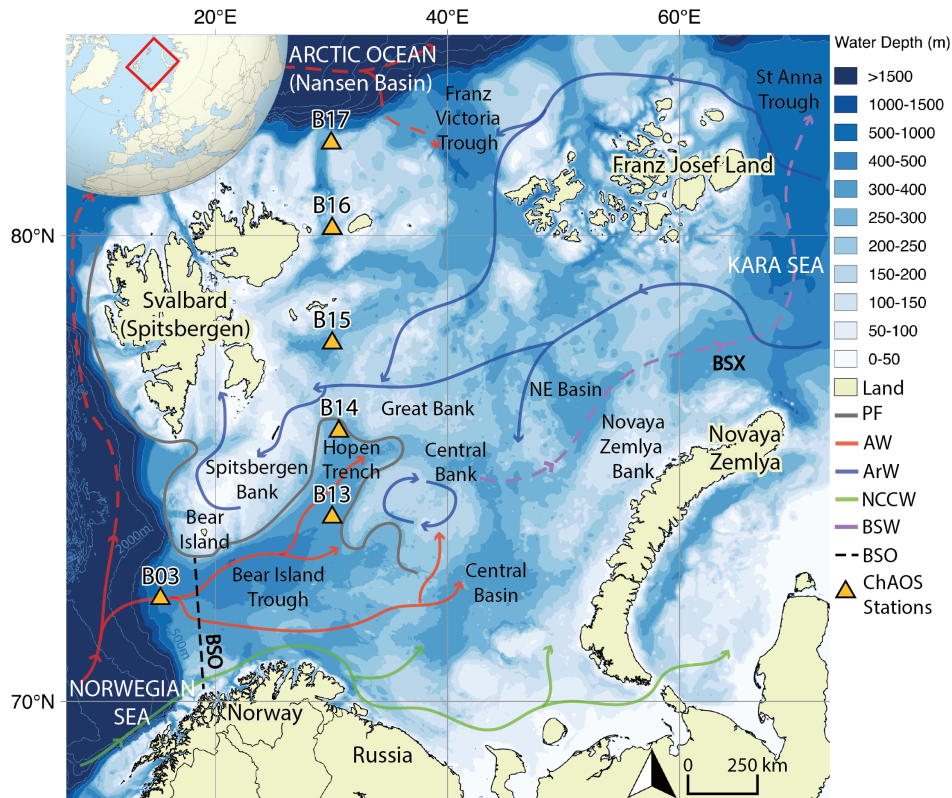 20°E
40°E
60°E
ARCTIC OCEAN
(Nansen Basin)
Franz
Victoria
Trough
St Anna
Trough
B17
Franz Josef Land
B16
80°N
KARA SEA
Svalbard
(Spitsbergen)
B15
BSX
NE Basin
B14
Great Bank
Hopen
Trench
Central
Bank
Novaya
Zemlya
Bank
Novaya
Zemlya
Spitsbergen
Bank
B13
Bear
Island
2000m
B03
Bear Island
Trough
Central
Basin
500m
BSO
NORWEGIAN
SEA
70°N
Norway
Russia
0 250 km
Water Depth (m)
>1500
1000-1500
500-1000
400-500
300-400
250-300
200-250
150-200
100-150
50-100
0-50
Land
PF
AW
ArW
NCCW
BSW
BSO
ChAOS
Stations